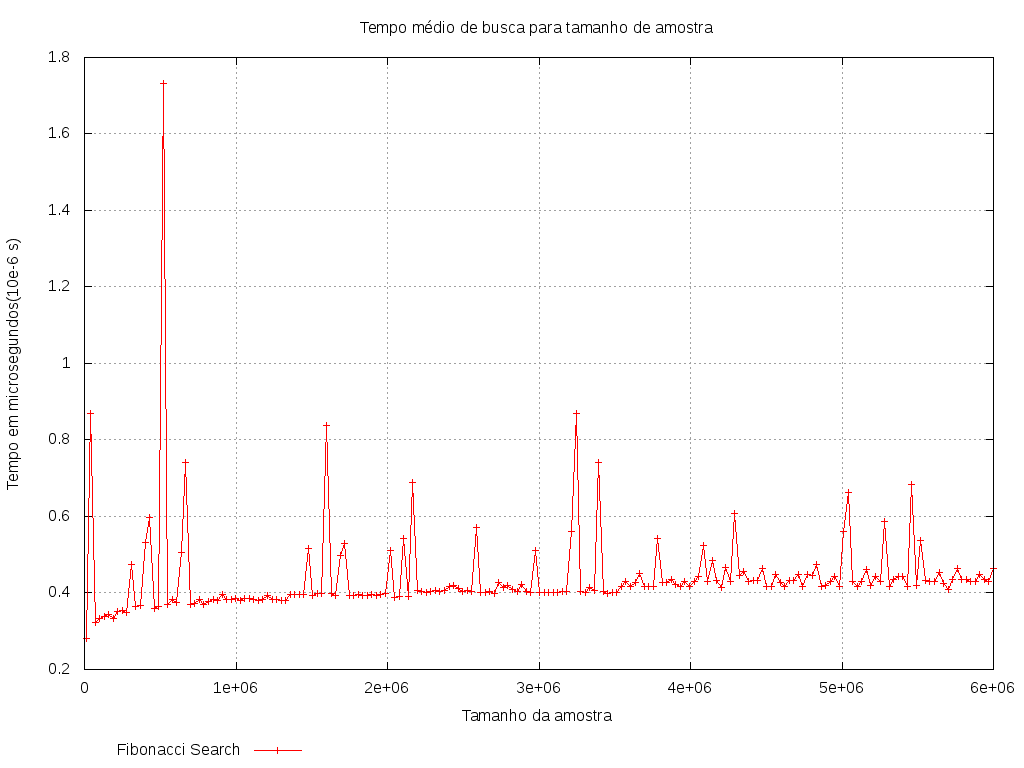 Tempo médio de busca para tamanho de amostra
Tempo em microsegundos(10e-6 s)
1.8
1.6
1.4
1.2
1
0.8
0.6
0.4
0.2
0 1e+06 2e+06 3e+06 4e+06 5e+06 6e+06
Tamanho da amostra
Fibonacci Search